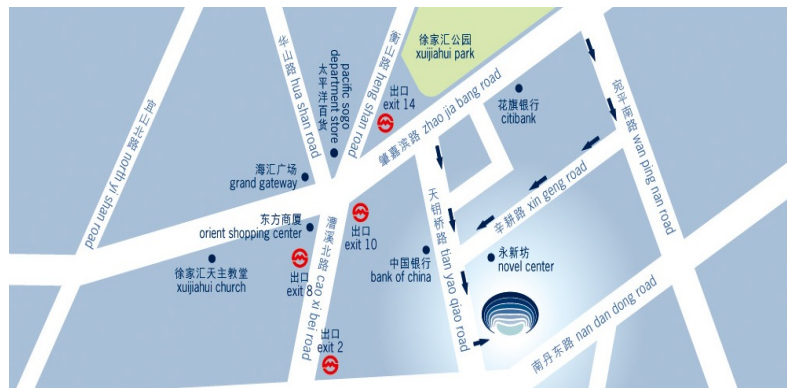 徐家汇公园
xuijiahui park
衡山路 heng shan road
华山路 hua shan road
太平洋百货
pacific sogo
department store
出口
exit 14
宜山北路 north yi shan road
肇嘉滨路 zhao jia bang road
花旗银行
citibank
宛平南路 wan ping nan road
海汇广场
grand gateway
东方商厦
orient shopping center
出口
exit 10
漕溪北路 cao xi bei road
天钥桥路 tian yao qiao road
辛耕路 xin geng road
中国银行
bank of china
永新坊
novel center
徐家汇天主教堂
xuijiahui church
出口
exit 8
出口
exit 2
南丹东路 nan dan dong road